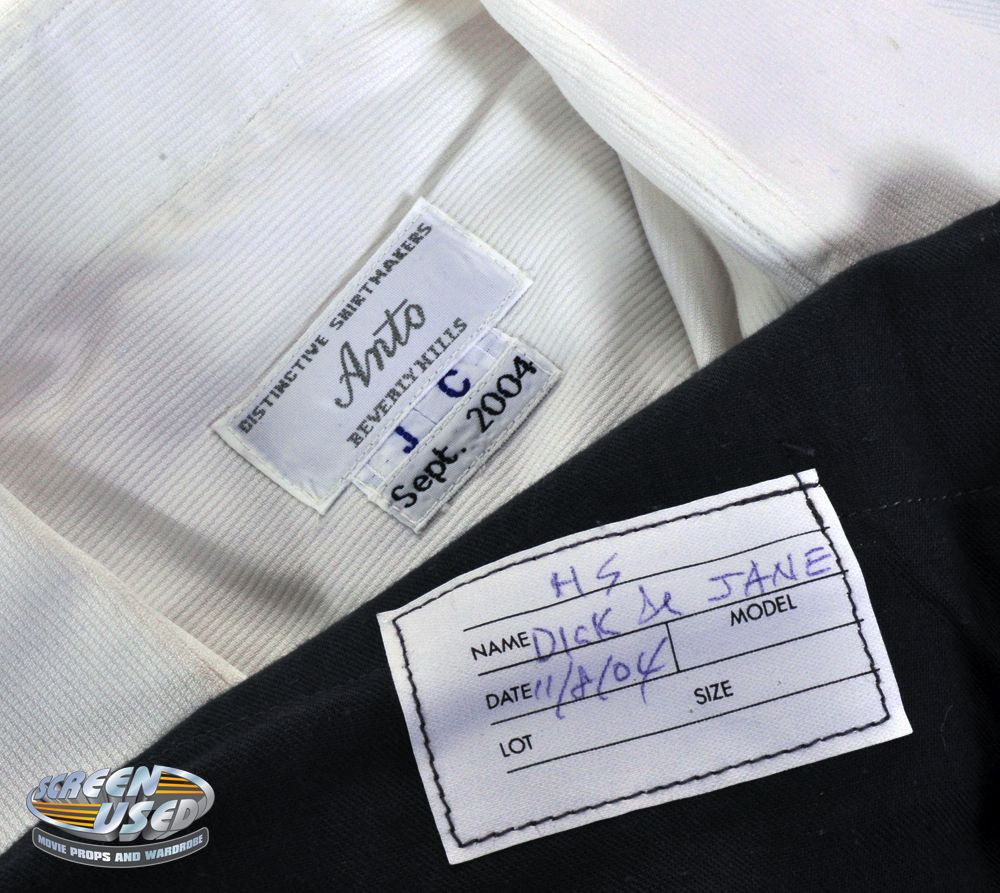 DISTINCTIVE SHIRTMAKERS
Anto
BEVERLY HILLS
J C
Sept. 2004
H S
NAME DICK & JANE
MODEL
DATE 11/8/04
SIZE
LOT
SCREEN
USED
MOVIE PROPS AND WARDROBE